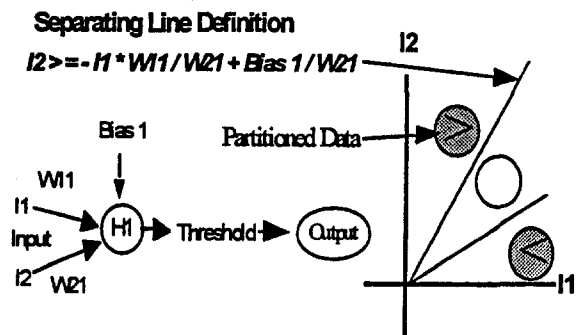 Separating Line Definition
I2
I2>=-I1*W11/W21+Bias 1/W21
Bias 1
Partitioned Data
>
W11
I1
H1
Threshold
Output
Input
I2
W21
<
I1